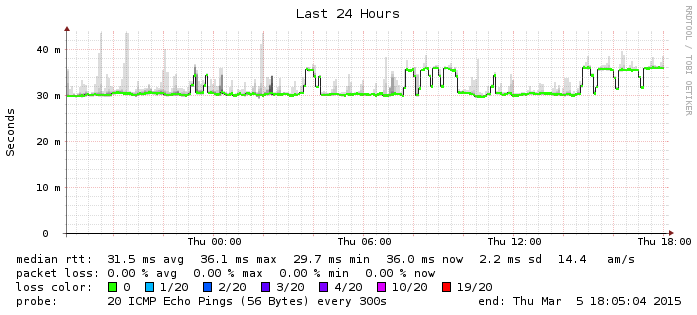 Last 24 Hours
RRDTOOL / TOBI OETIKER
Seconds
40 m
30 m
20 m
10 m
0
Thu 00:00 Thu 06:00 Thu 12:00 Thu 18:00
median rtt: 31.5 ms avg 36.1 ms max 29.7 ms min 36.0 ms now 2.2 ms sd 14.4 am/s
packet loss: 0.00 % avg 0.00 % max 0.00 % min 0.00 % now
loss color: 0 1/20 2/20 3/20 4/20 10/20 19/20
probe: 20 ICMP Echo Pings (56 Bytes) every 300s end: Thu Mar 5 18:05:04 2015